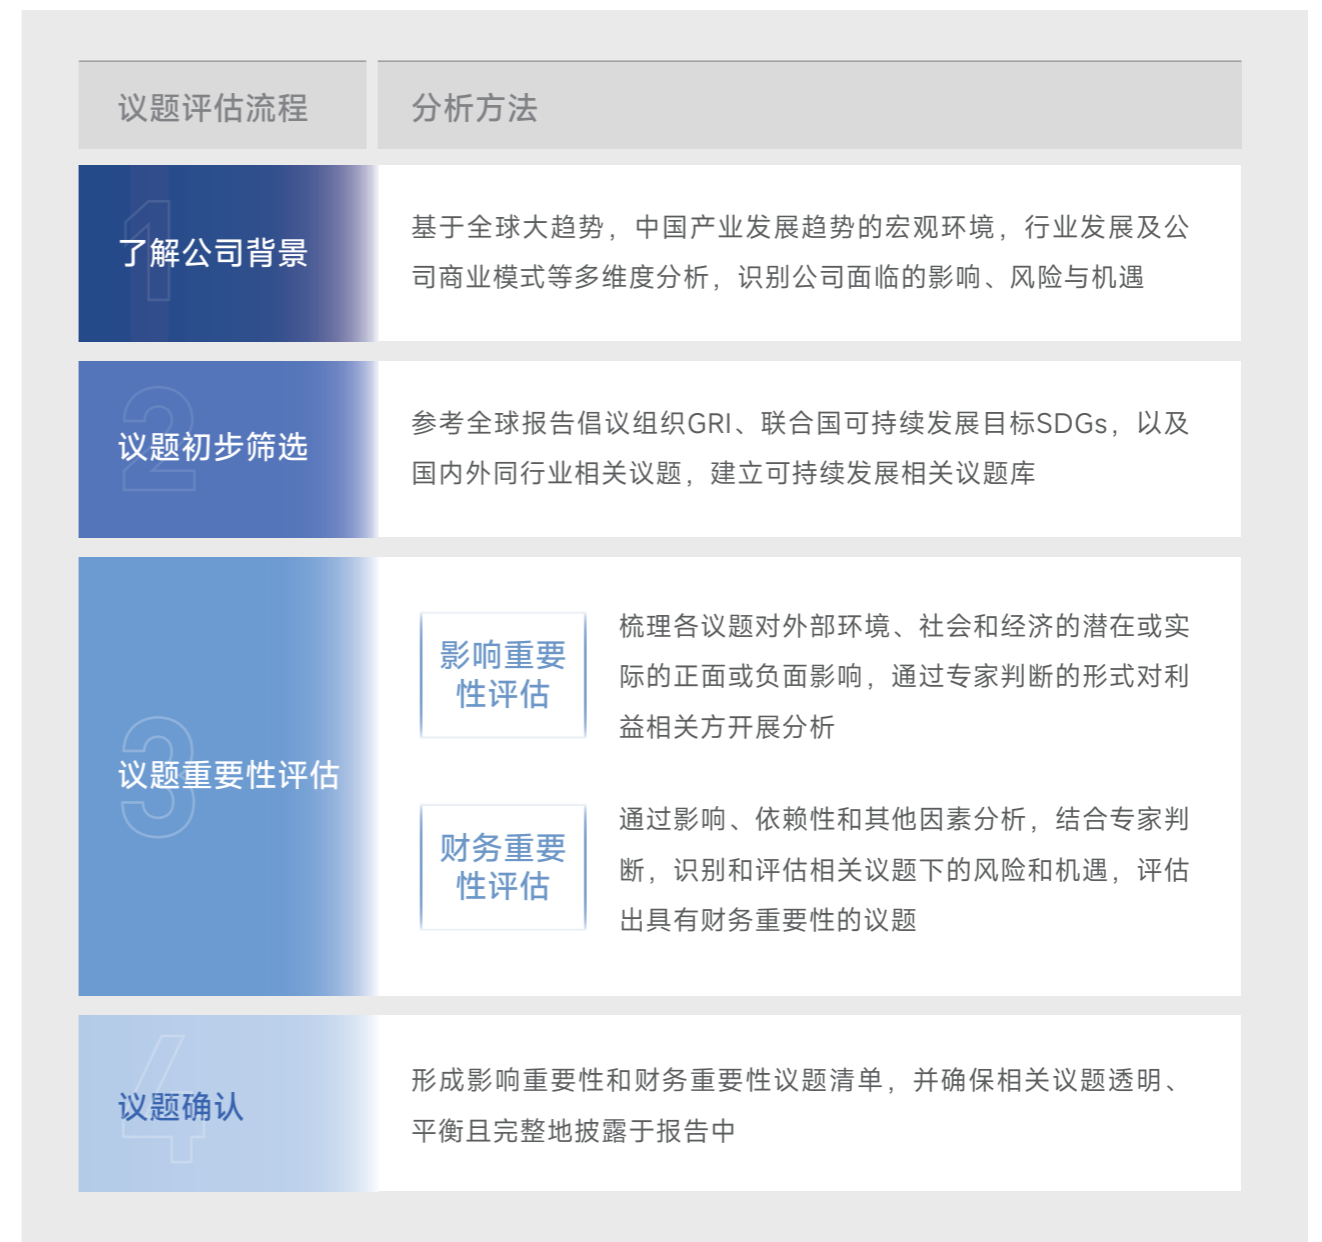 议题评估流程
分析方法
1
了解公司背景
基于全球大趋势，中国产业发展趋势的宏观环境，行业发展及公
司商业模式等多维度分析，识别公司面临的影响、风险与机遇
2
议题初步筛选
参考全球报告倡议组织GRI、联合国可持续发展目标SDGs，以及
国内外同行业相关议题，建立可持续发展相关议题库
3
议题重要性评估
影响重要
性评估
梳理各议题对外部环境、社会和经济的潜在或实
际的正面或负面影响，通过专家判断的形式对利
益相关方开展分析
财务重要
性评估
通过影响、依赖性和其他因素分析，结合专家判
断，识别和评估相关议题下的风险和机遇，评估
出具有财务重要性的议题
4
议题确认
形成影响重要性和财务重要性议题清单，并确保相关议题透明、
平衡且完整地披露于报告中